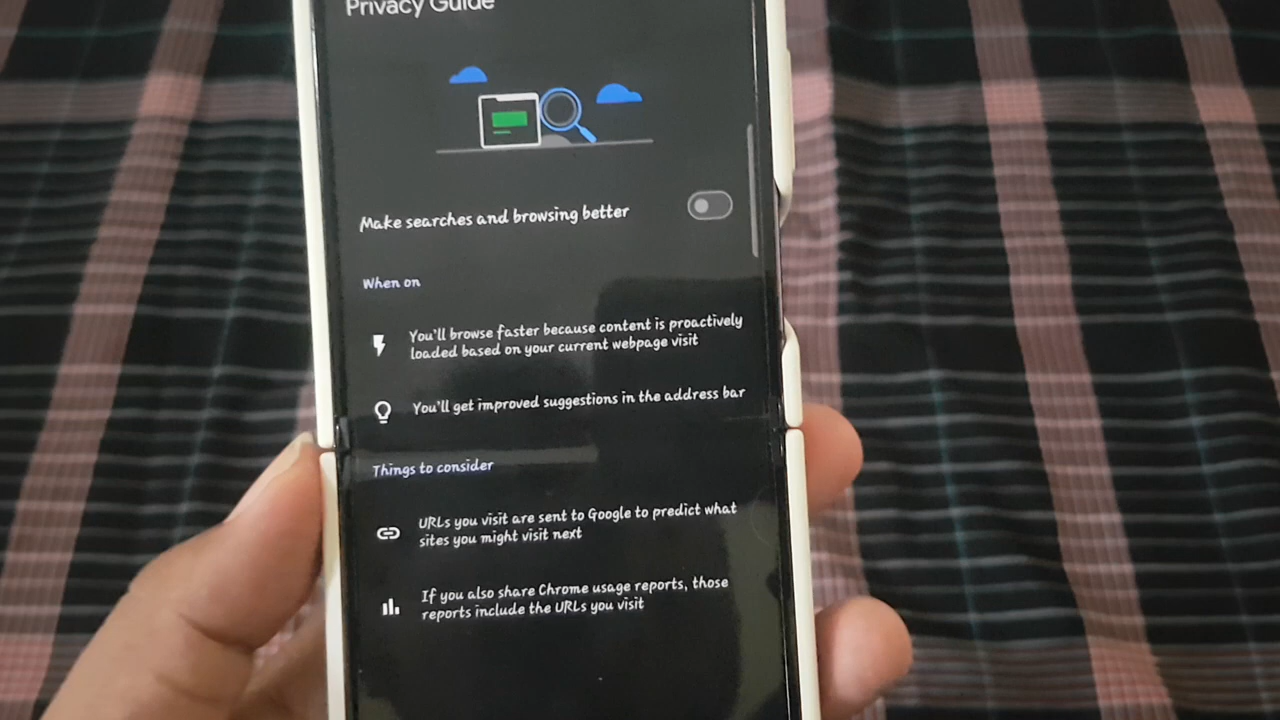 Privacy Guide
Make searches and browsing better
When on
You'll browse faster because content is proactively
loaded based on your current webpage visit
You'll get improved suggestions in the address bar
Things to consider
URLs you visit are sent to Google to predict what
sites you might visit next
If you also share Chrome usage reports, those
reports include the URLs you visit